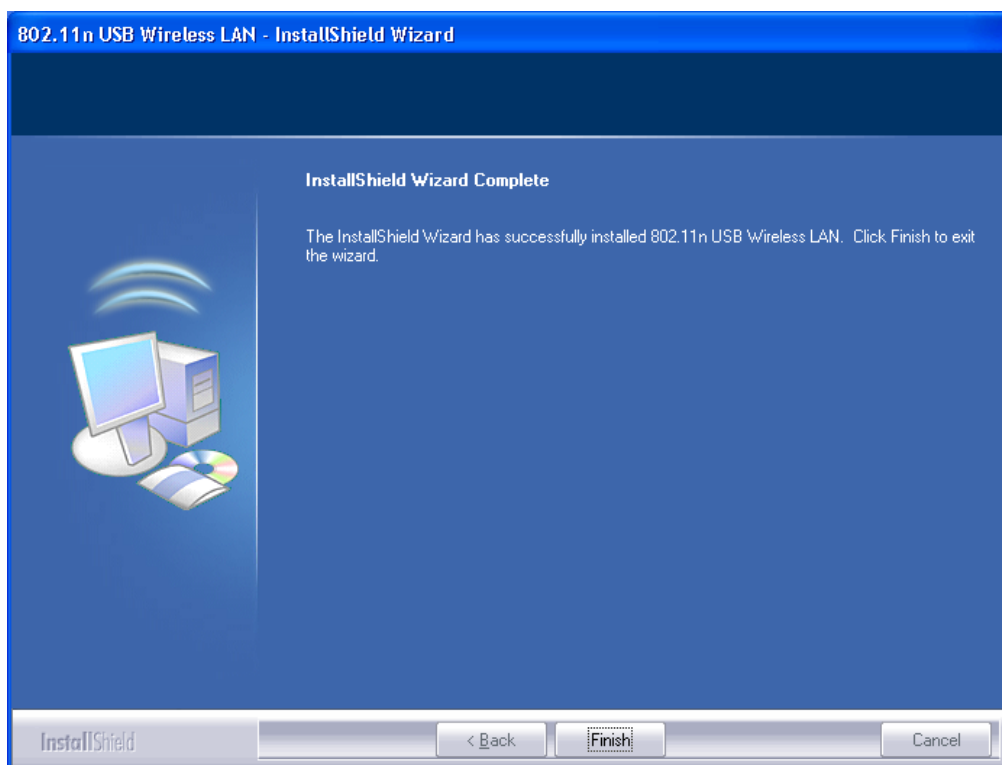 802.11n USB Wireless LAN - InstallShield Wizard
InstallShield Wizard Complete
The InstallShield Wizard has successfully installed 802.11n USB Wireless LAN. Click Finish to exit
the wizard.
InstallShield
< Back
Finish
Cancel